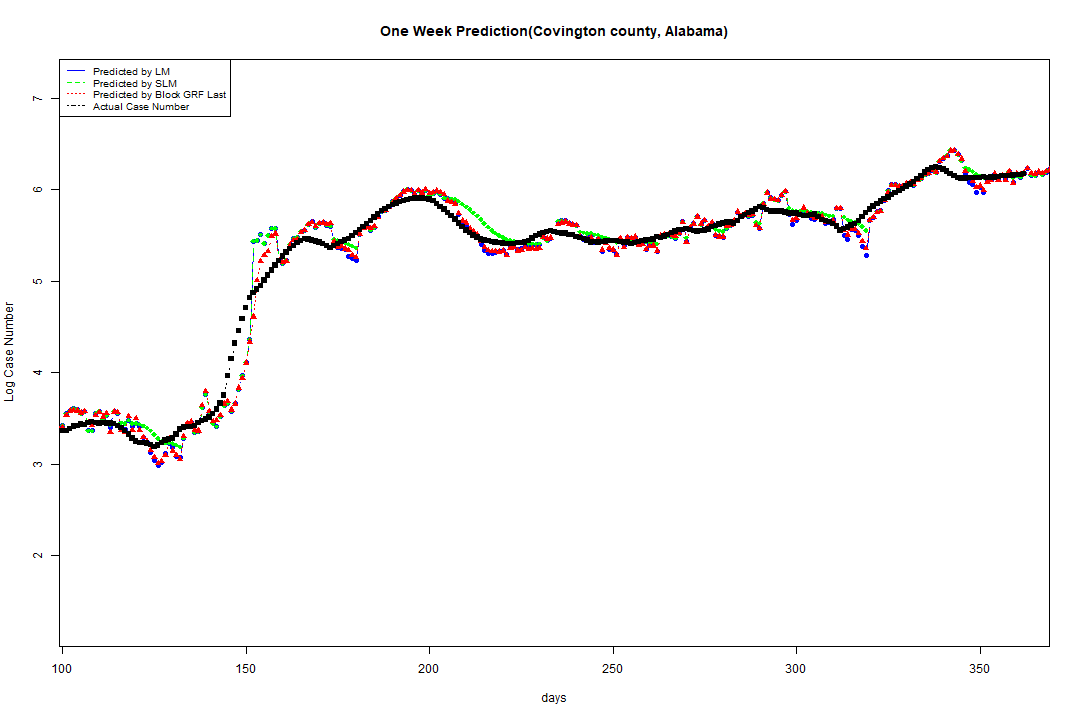 One Week Prediction(Covington county, Alabama)
Predicted by LM
Predicted by SLM
Predicted by Block GRF Last
Actual Case Number
7
6
5
4
3
2
Log Case Number
100 150 200 250 300 350
days